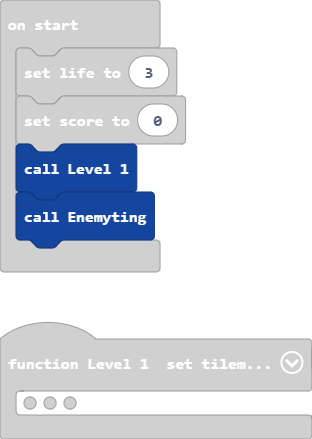 on start
set life to 3
set score to 0
call Level 1
call Enemyting
function Level 1 set tilem...